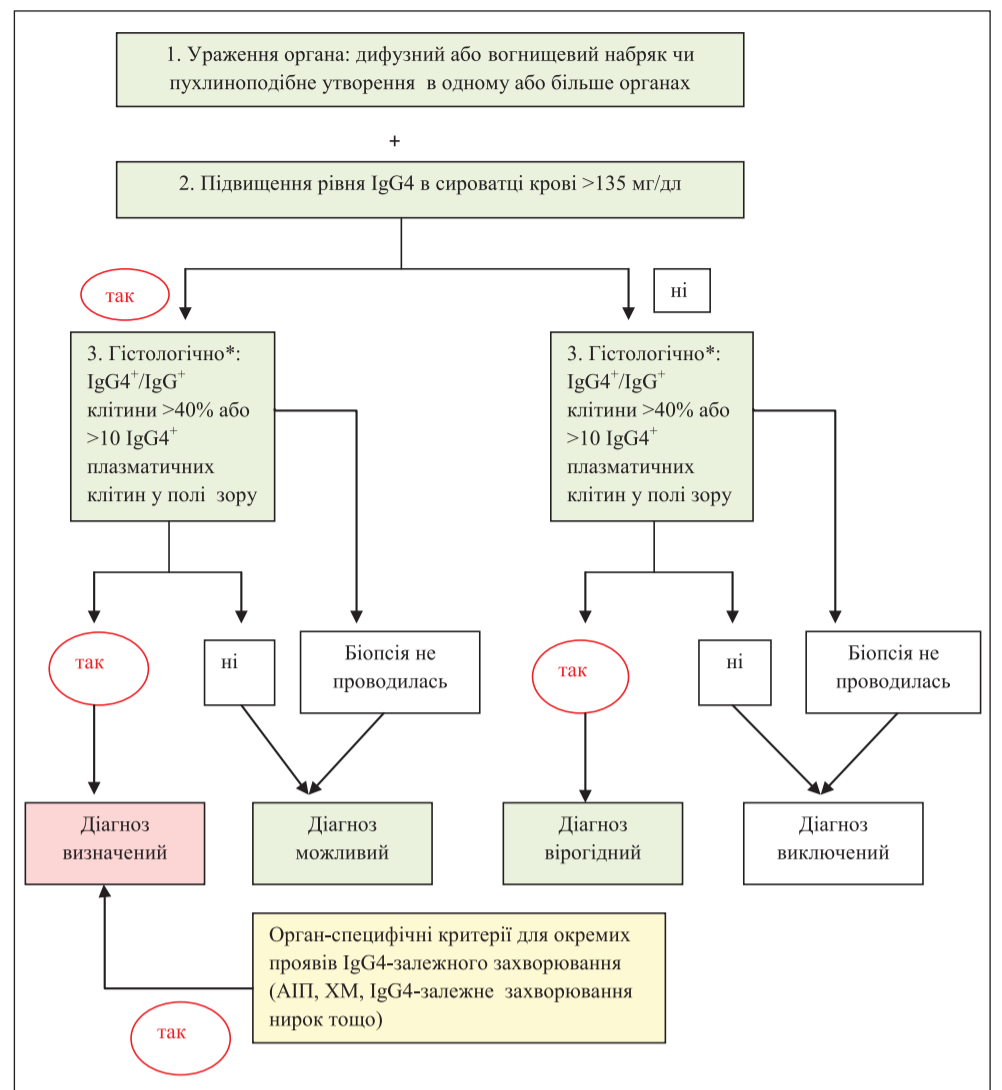 1. Ураження органа: дифузний або вогнищевий набряк чи
пухлиноподібне утворення в одному або більше органах
+
2. Підвищення рівня IgG4 в сироватці крові >135 мг/дл
так
ні
3. Гістологічно*:
IgG4⁺/IgG⁺
клітини >40% або
>10 IgG4⁺
плазматичних
клітин у полі зору
3. Гістологічно*:
IgG4⁺/IgG⁺
клітини >40% або
>10 IgG4⁺
плазматичних
клітин у полі зору
так
ні
Біопсія не
проводилась
так
ні
Біопсія не
проводилась
Діагноз
визначений
Діагноз
можливий
Діагноз
вірогідний
Діагноз
виключений
Орган-специфічні критерії для окремих
проявів IgG4-залежного захворювання
(АІП, ХМ, IgG4-залежне захворювання
нирок тощо)
так